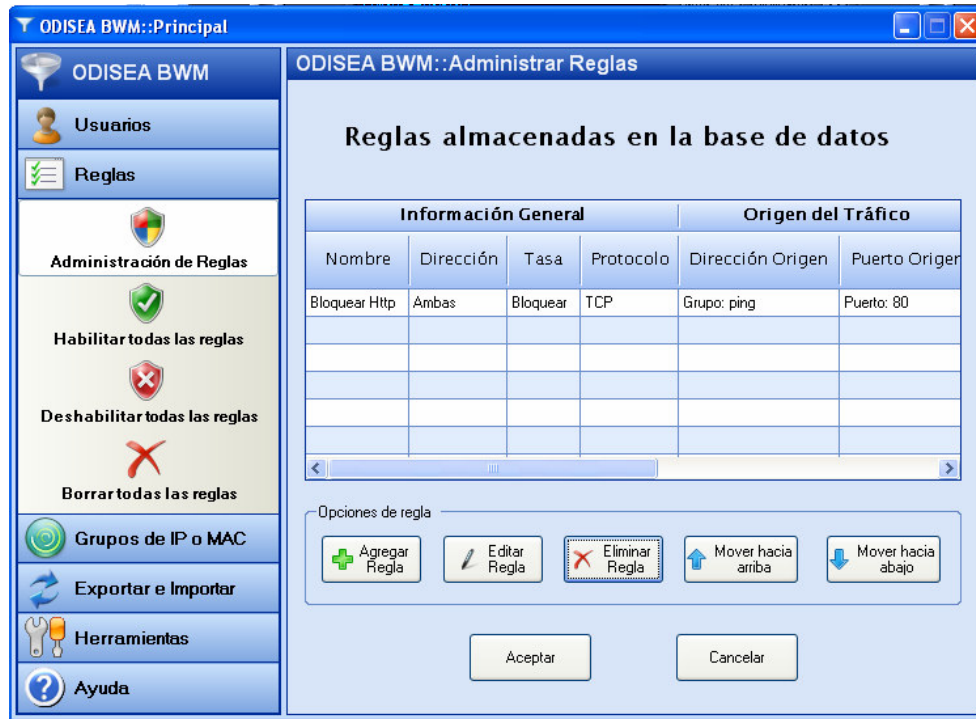 ODISEA BWM::Principal
ODISEA BWM
Usuarios
Reglas
Administración de Reglas
Habilitar todas las reglas
Deshabilitar todas las reglas
Borrar todas las reglas
Grupos de IP o MAC
Exportar e Importar
Herramientas
Ayuda
ODISEA BWM::Administrar Reglas
Reglas almacenadas en la base de datos
Información General Origen del Tráfico
Nombre Dirección Tasa Protocolo Dirección Origen Puerto Origen
Bloquear Http Ambas Bloquear TCP Grupo: ping Puerto: 80
Opciones de regla
Agregar Regla
Editar Regla
Eliminar Regla
Mover hacia arriba
Mover hacia abajo
Aceptar
Cancelar